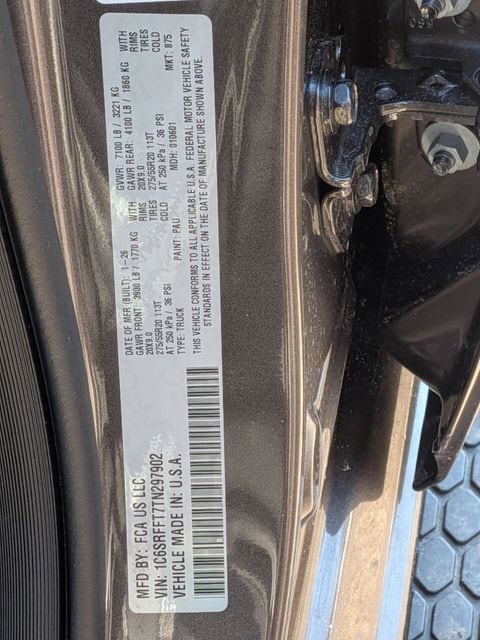 MFD BY: FCA US LLC
VIN: 1C6SRFFT7TN297902
VEHICLE MADE IN: U.S.A.
DATE OF MFR (BUILT): 1-26
GVWR: 7100 LB / 3221 KG
GAWR FRONT: 3900 LB / 1770 KG WITH
GAWR REAR: 4100 LB / 1860 KG WITH
20X9.0 RIMS
20X9.0 RIMS
275/55R20 113T TIRES
275/55R20 113T TIRES
AT 250 kPa / 36 PSI COLD
AT 250 kPa / 36 PSI COLD
TYPE: TRUCK PAINT: PAU MDH: 010601 MKT: 875
THIS VEHICLE CONFORMS TO ALL APPLICABLE U.S.A. FEDERAL MOTOR VEHICLE SAFETY
STANDARDS IN EFFECT ON THE DATE OF MANUFACTURE SHOWN ABOVE.